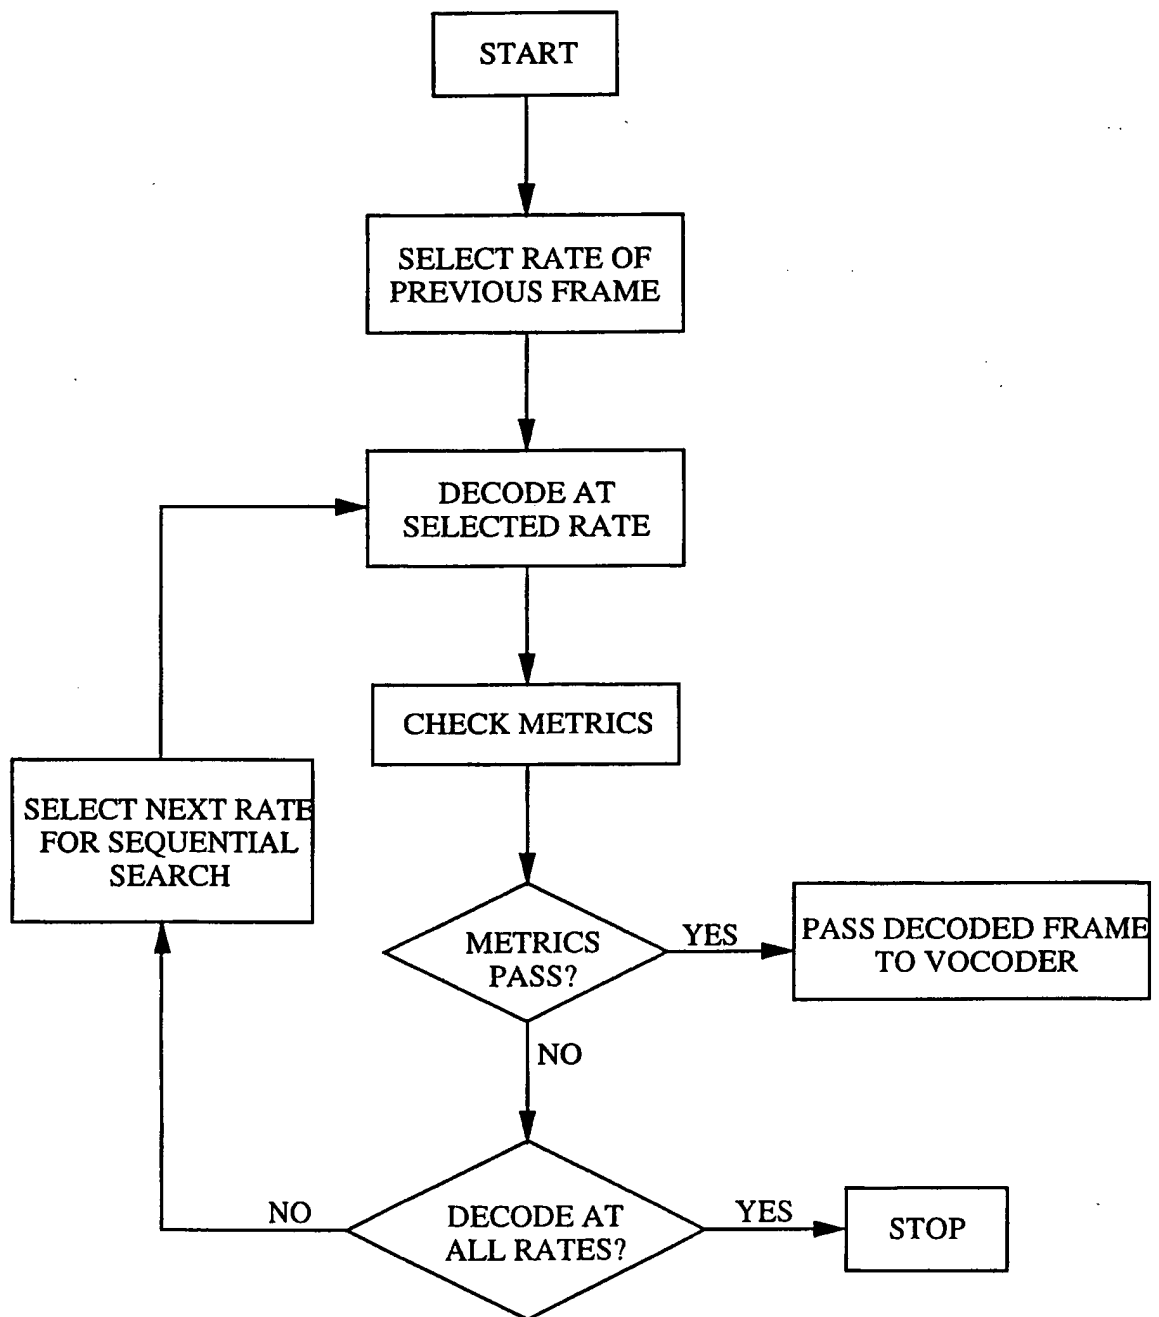 START
SELECT RATE OF
PREVIOUS FRAME
DECODE AT
SELECTED RATE
CHECK METRICS
SELECT NEXT RATE
FOR SEQUENTIAL
SEARCH
METRICS
PASS?
YES
PASS DECODED FRAME
TO VOCODER
NO
DECODE AT
ALL RATES?
NO
YES
STOP